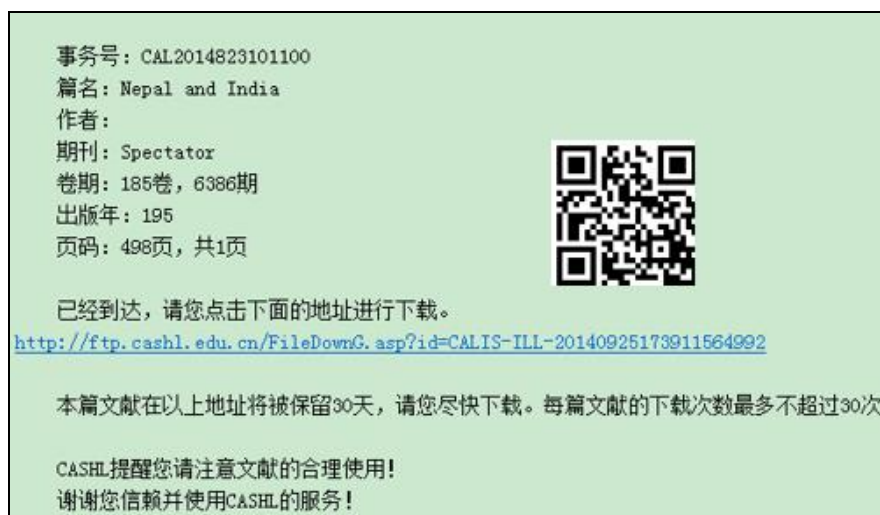 事务号：CAL2014823101100
篇名：Nepal and India
作者：
期刊：Spectator
卷期：185卷，6386期
出版年：195
页码：498页，共1页
已经到达，请您点击下面的地址进行下载。
http://ftp.cashl.edu.cn/FileDownG.asp?id=CALIS-ILL-20140925173911564992
本篇文献在以上地址将被保留30天，请您尽快下载。每篇文献的下载次数最多不超过30次
CASHL提醒您请注意文献的合理使用！
谢谢您信赖并使用CASHL的服务！